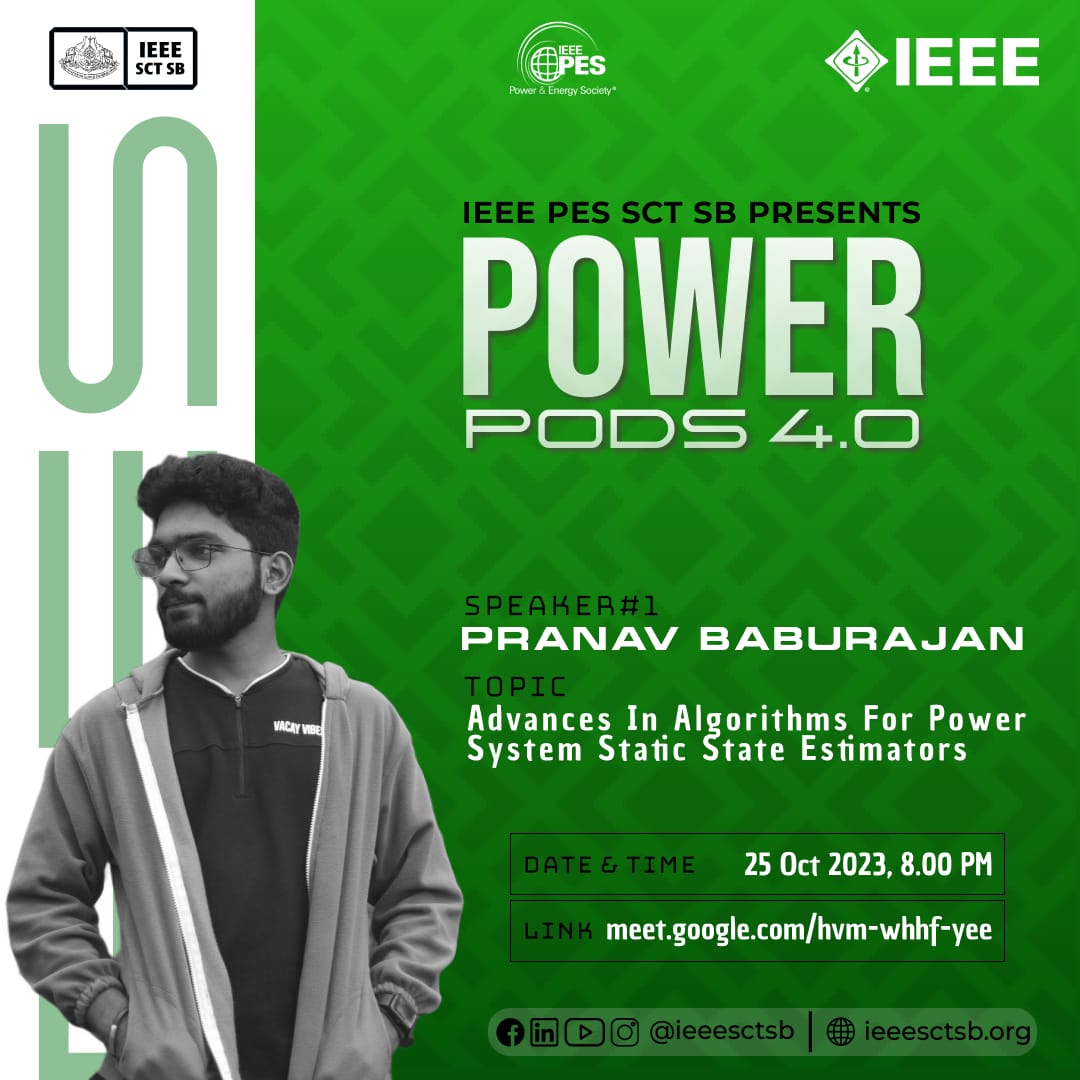 IEEE
SCT SB
IEEE
PES
Power & Energy Society®
IEEE
IEEE PES SCT SB PRESENTS
POWER
PODS 4.0
SPEAKER#1
PRANAV BABURAJAN
TOPIC
Advances In Algorithms For Power
System Static State Estimators
VACAY VIBE
DATE & TIME 25 Oct 2023, 8.00 PM
LINK meet.google.com/hvm-whhf-yee
@ieeesctsb | ieeesctsb.org